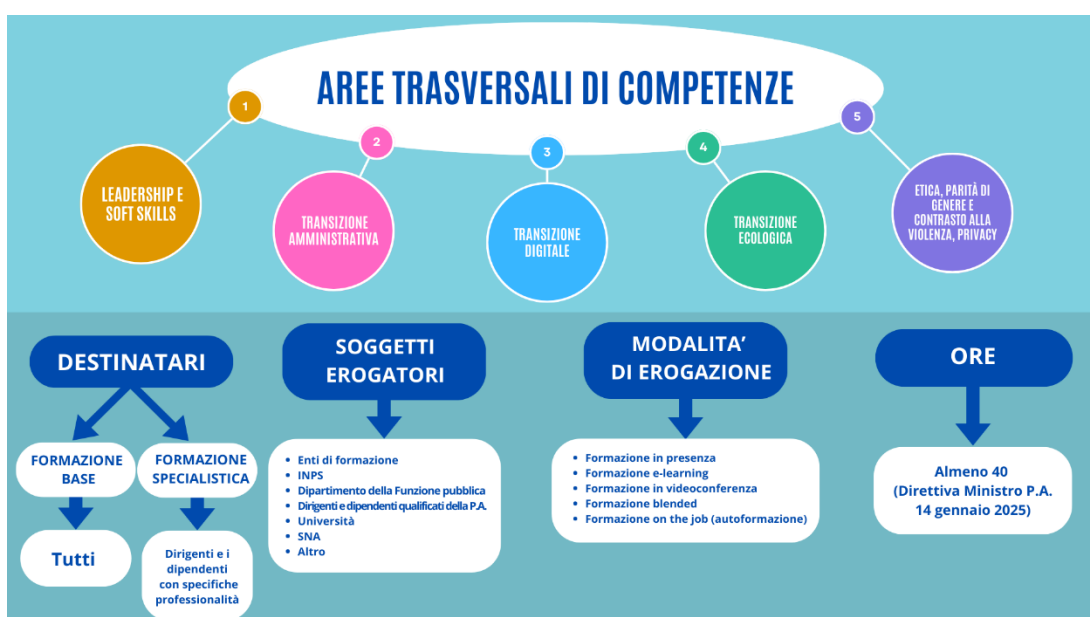 AREE TRASVERSALI DI COMPETENZE
1
2
3
4
5
LEADERSHIP E
SOFT SKILLS
TRANSIZIONE
AMMINISTRATIVA
TRANSIZIONE
DIGITALE
TRANSIZIONE
ECOLOGICA
ETICA, PARITÀ DI
GENERE E
CONTRASTO ALLA
VIOLENZA, PRIVACY
DESTINATARI
FORMAZIONE
BASE
FORMAZIONE
SPECIALISTICA
Tutti
Dirigenti e i
dipendenti
con specifiche
professionalità
SOGGETTI
EROGATORI
• Enti di formazione
• INPS
• Dipartimento della Funzione pubblica
• Dirigenti e dipendenti qualificati della P.A.
• Università
• SNA
• Altro
MODALITA'
DI EROGAZIONE
• Formazione in presenza
• Formazione e-learning
• Formazione in videoconferenza
• Formazione blended
• Formazione on the job (autoformazione)
ORE
Almeno 40
(Direttiva Ministro P.A.
14 gennaio 2025)